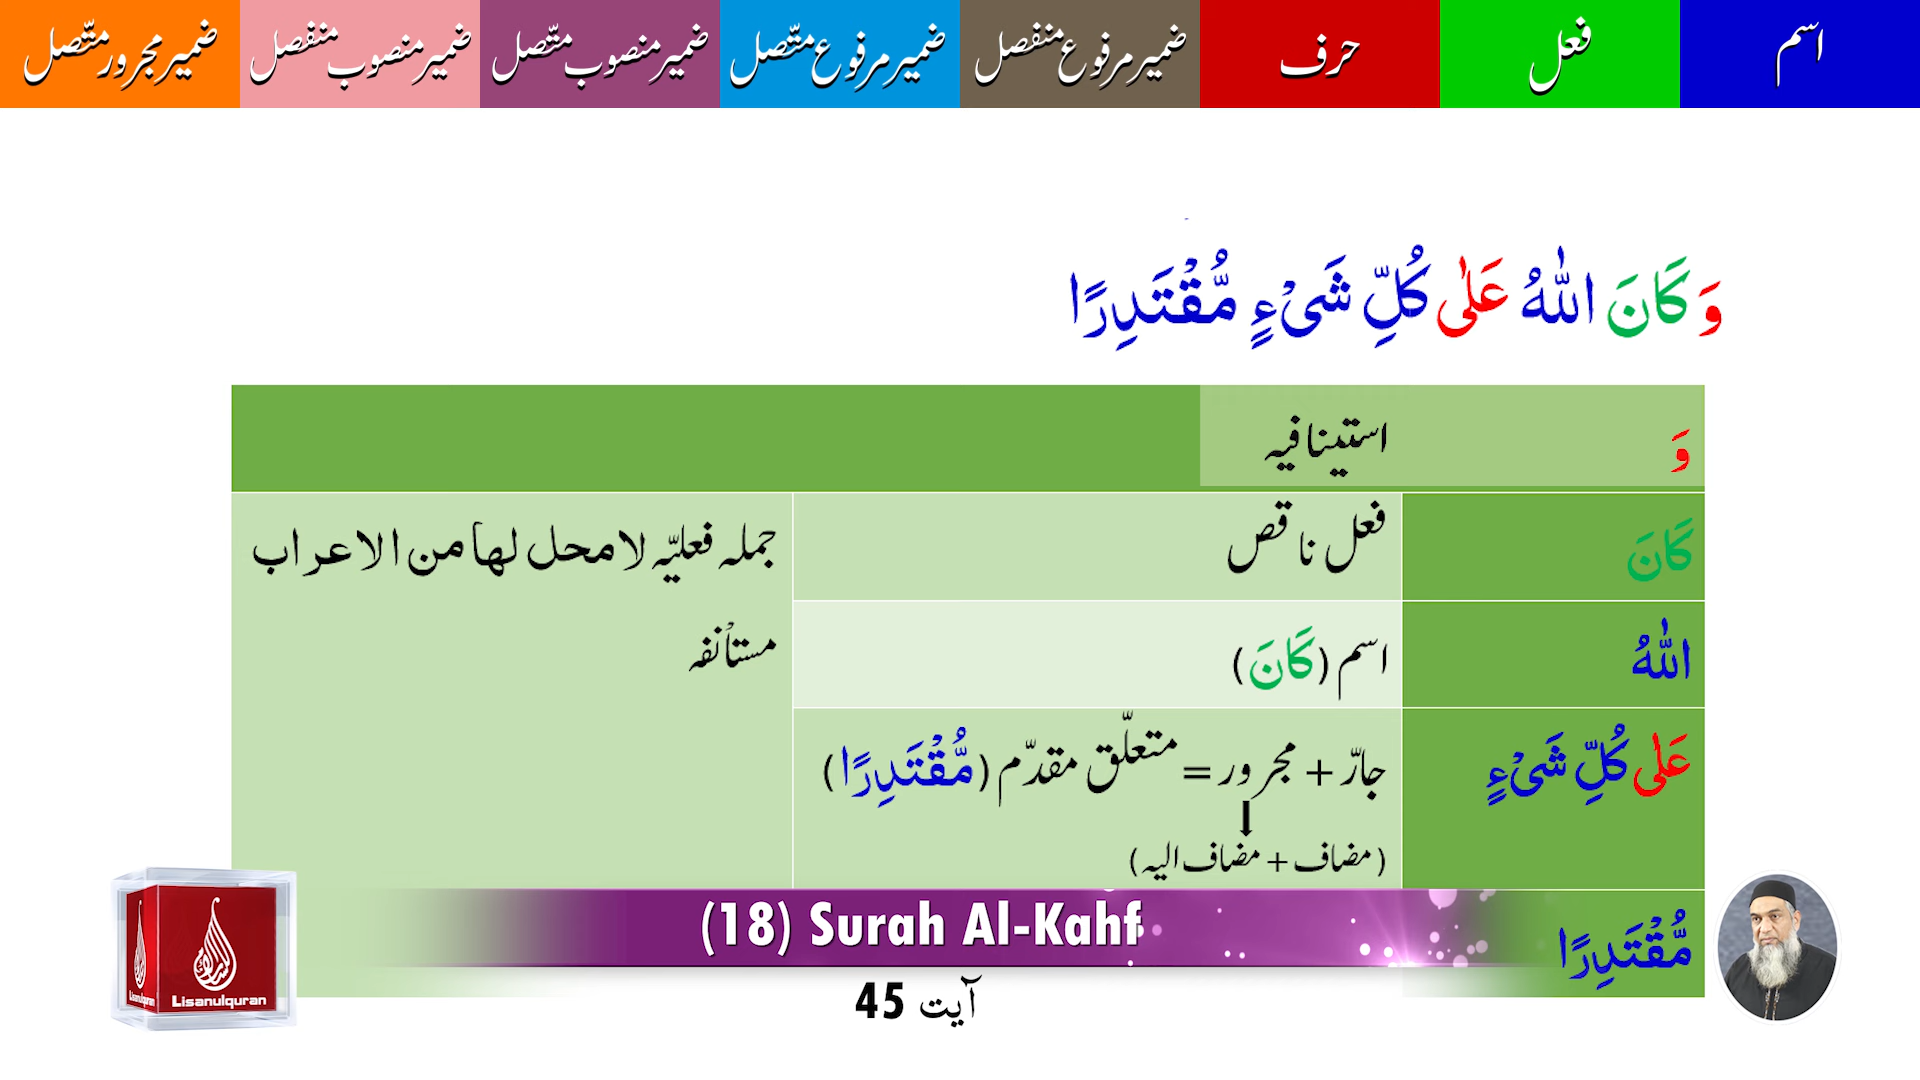 اسم فعل حرف ضمیر مرفوع منفصل ضمیر مرفوع متّصل ضمیر منصوب متّصل ضمیر منصوب منفصل ضمیر مجرور متّصل
وَ كَانَ اللّٰهُ عَلٰى كُلِّ شَیْءٍ مُّقْتَدِرًا
وَ استینافیہ
كَانَ فعل ناقص جملہ فعلیّہ لا محل لھا من الاعراب
اللّٰهُ اسم (كَانَ) مستأنفہ
عَلٰى كُلِّ شَیْءٍ جارّ + مجرور = متعلّق مقدّم (مُّقْتَدِرًا)
(مضاف + مضاف الیہ)
مُّقْتَدِرًا
(18) Surah Al-Kahf
آیت 45
Lisanulquran
Lisanulquran